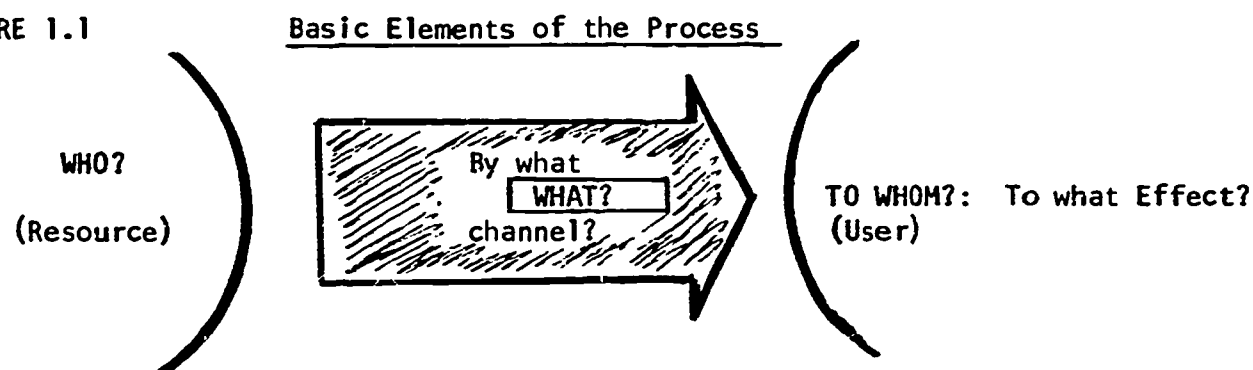 RE 1.1 Basic Elements of the Process
WHO?
(Resource)
By what
WHAT?
channel?
TO WHOM?: To what Effect?
(User)